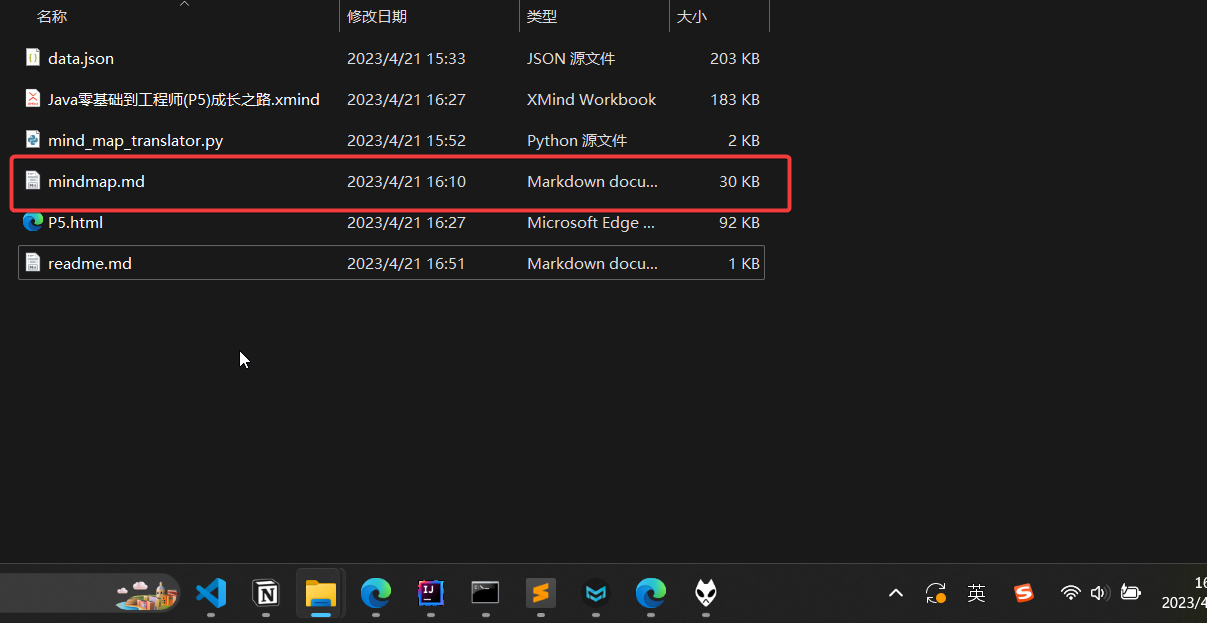 名称 修改日期 类型 大小
data.json 2023/4/21 15:33 JSON 源文件 203 KB
Java零基础到工程师(P5)成长之路.xmind 2023/4/21 16:27 XMind Workbook 183 KB
mind_map_translator.py 2023/4/21 15:52 Python 源文件 2 KB
mindmap.md 2023/4/21 16:10 Markdown docu... 30 KB
P5.html 2023/4/21 16:27 Microsoft Edge ... 92 KB
readme.md 2023/4/21 16:51 Markdown docu... 1 KB
英
16
2023/4